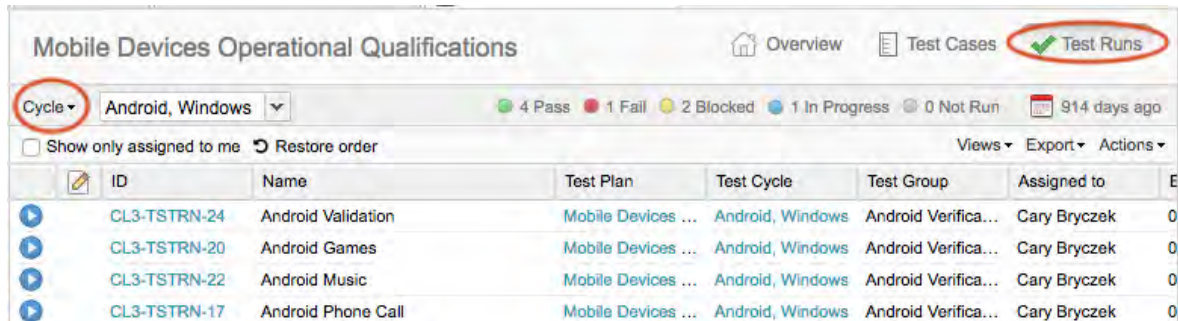 Mobile Devices Operational Qualifications Overview Test Cases Test Runs
Cycle Android, Windows 4 Pass 1 Fail 2 Blocked 1 In Progress 0 Not Run 914 days ago
Show only assigned to me Restore order Views Export Actions
ID Name Test Plan Test Cycle Test Group Assigned to E
CL3-TSTRN-24 Android Validation Mobile Devices ... Android, Windows Android Verifica... Cary Bryczek 0
CL3-TSTRN-20 Android Games Mobile Devices ... Android, Windows Android Verifica... Cary Bryczek 0
CL3-TSTRN-22 Android Music Mobile Devices ... Android, Windows Android Verifica... Cary Bryczek 0
CL3-TSTRN-17 Android Phone Call Mobile Devices ... Android, Windows Android Verifica... Cary Bryczek 0